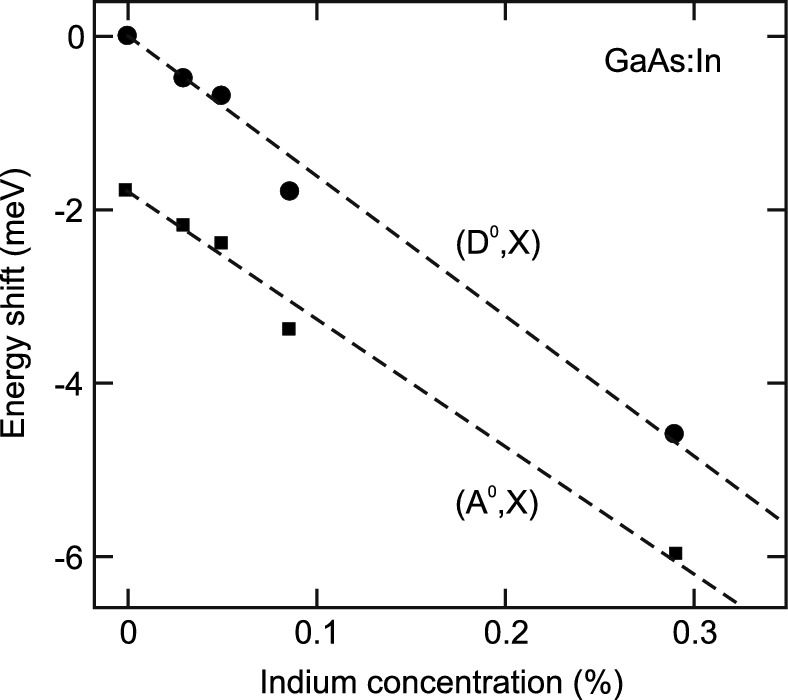 GaAs:In
0
-2
-4
-6
Energy shift (meV)
(D⁰,X)
(A⁰,X)
0
0.1
0.2
0.3
Indium concentration (%)